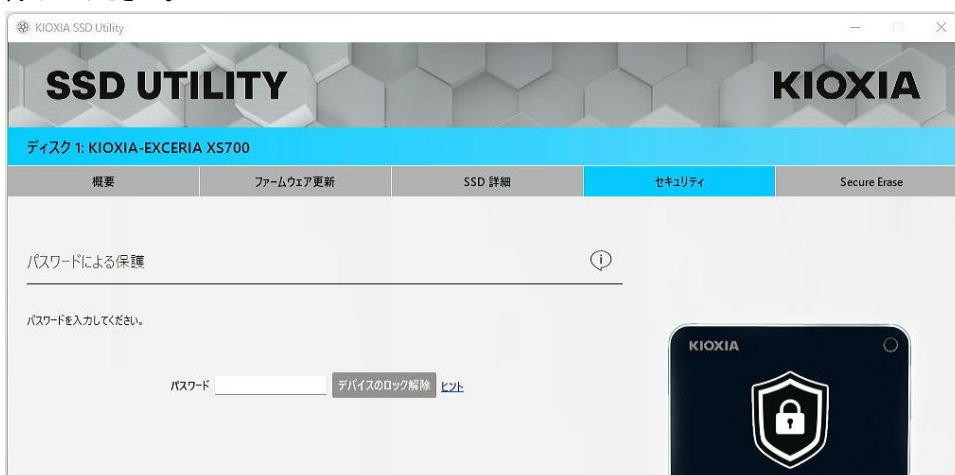 KIOXIA SSD Utility
SSD UTILITY
KIOXIA
ディスク 1: KIOXIA-EXCERIA XS700
概要 ファームウェア更新 SSD 詳細 セキュリティ Secure Erase
パスワードによる保護
パスワードを入力してください。
KIOXIA
パスワード デバイスのロック解除 ヒント